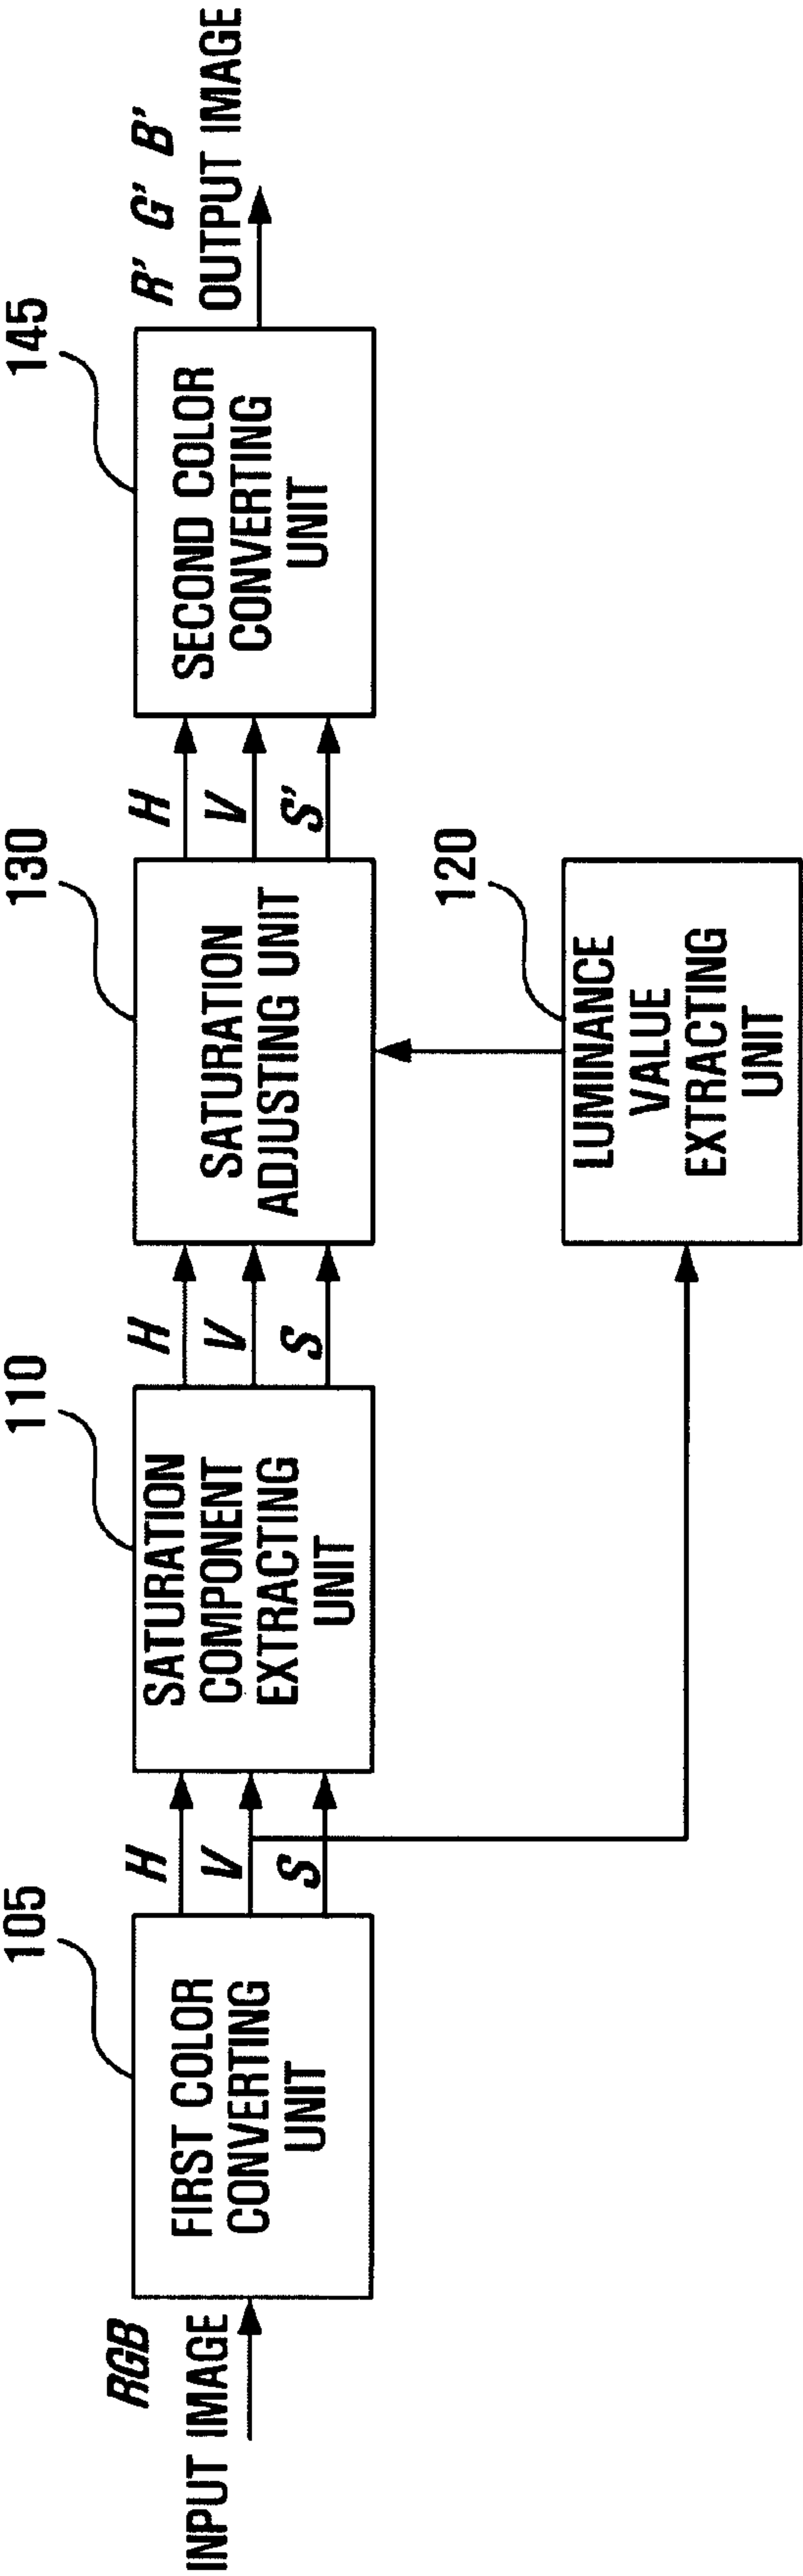 RGB
INPUT IMAGE
105
FIRST COLOR
CONVERTING
UNIT
H
V
S
110
SATURATION
COMPONENT
EXTRACTING
UNIT
H
V
S
130
SATURATION
ADJUSTING UNIT
120
LUMINANCE
VALUE
EXTRACTING
UNIT
H
V
S'
145
SECOND COLOR
CONVERTING
UNIT
R' G' B'
OUTPUT IMAGE